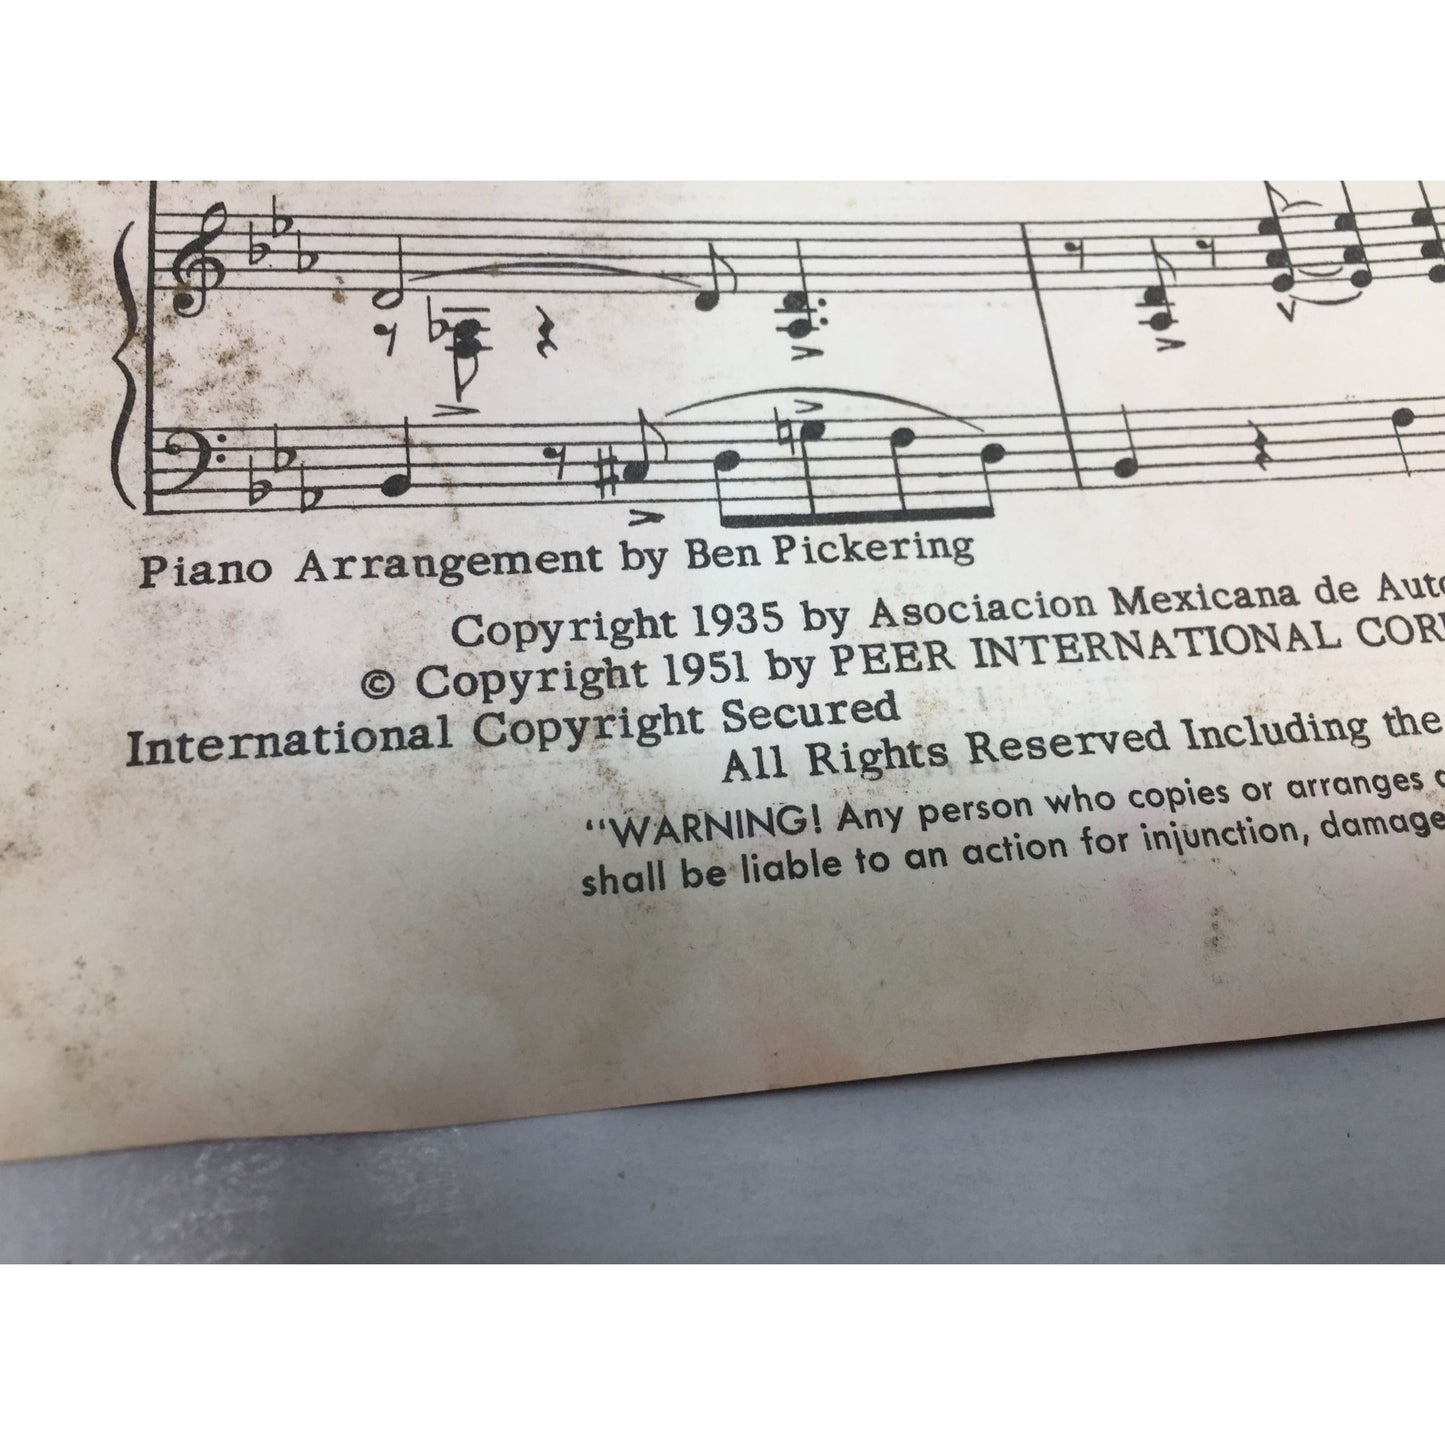 Piano Arrangement by Ben Pickering
Copyright 1935 by Asociacion Mexicana de
© Copyright 1951 by PEER INTERNATIONAL
International Copyright Secured
All Rights Reserved Including the
"WARNING! Any person who copies or arranges
shall be liable to an action for injunction,